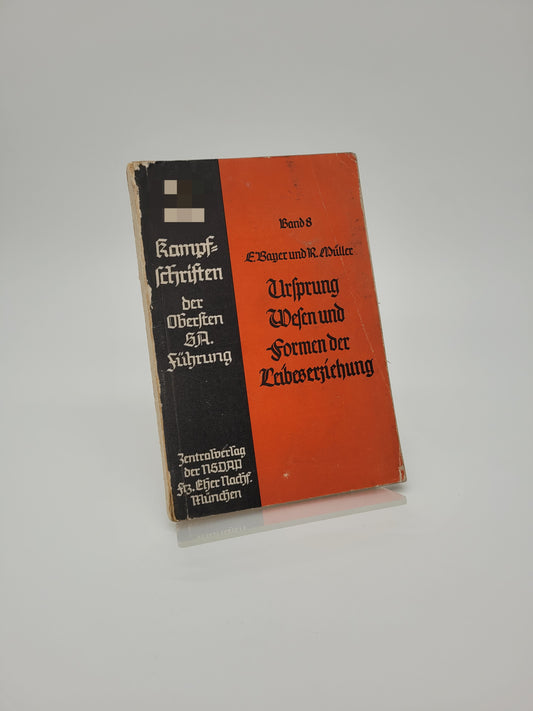 Kampf=
schriften
der
Obersten
SA.
Führung
Zentralverlag
der NSDAP
Frz. Eher Nachf.
München
Band 8
E. Bayer und R. Müller
Ursprung
Wesen und
Formen der
Leibeserziehung